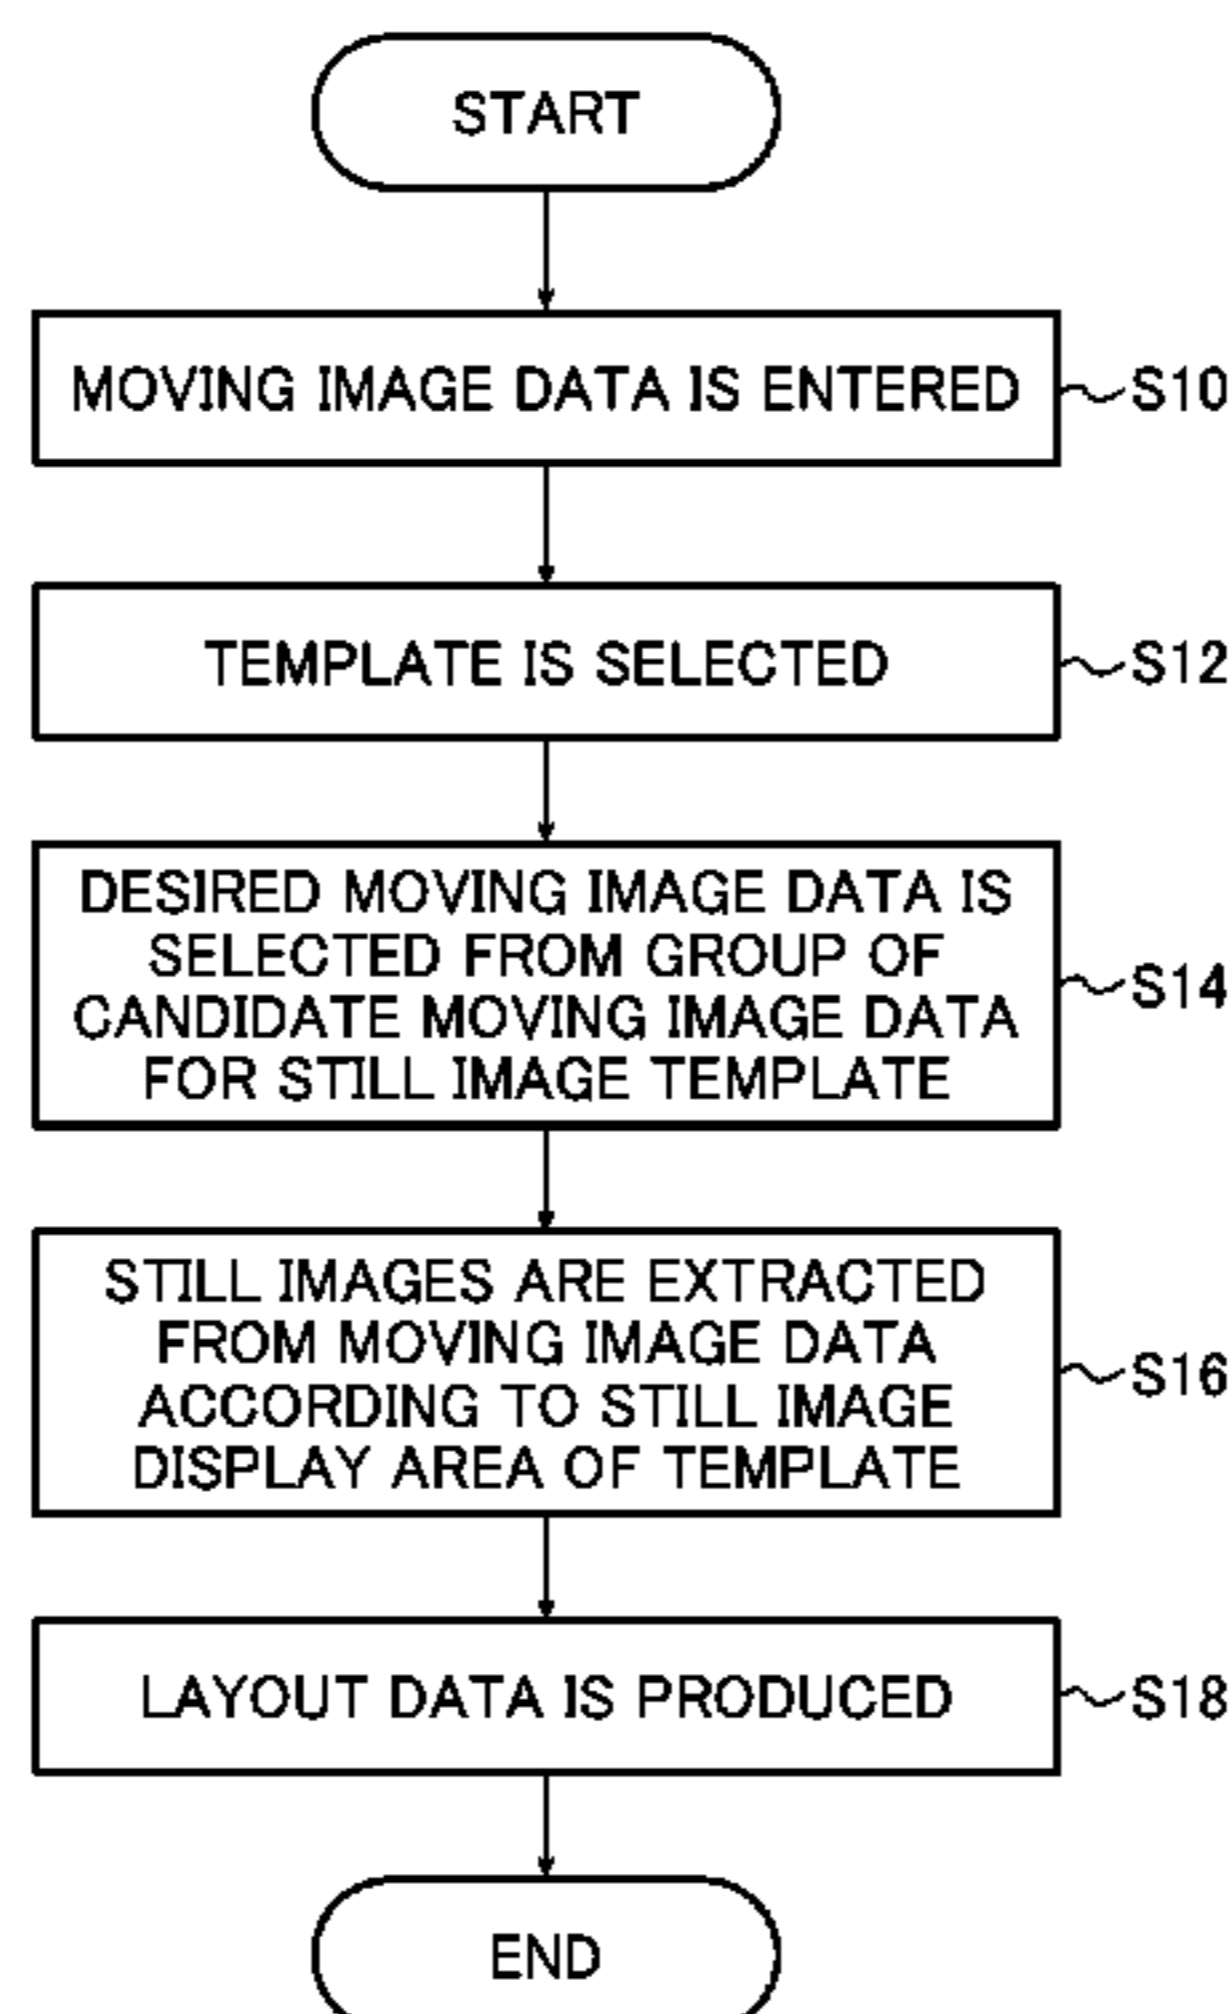 START
MOVING IMAGE DATA IS ENTERED
S10
TEMPLATE IS SELECTED
S12
DESIRED MOVING IMAGE DATA IS
SELECTED FROM GROUP OF
CANDIDATE MOVING IMAGE DATA
FOR STILL IMAGE TEMPLATE
S14
STILL IMAGES ARE EXTRACTED
FROM MOVING IMAGE DATA
ACCORDING TO STILL IMAGE
DISPLAY AREA OF TEMPLATE
S16
LAYOUT DATA IS PRODUCED
S18
END